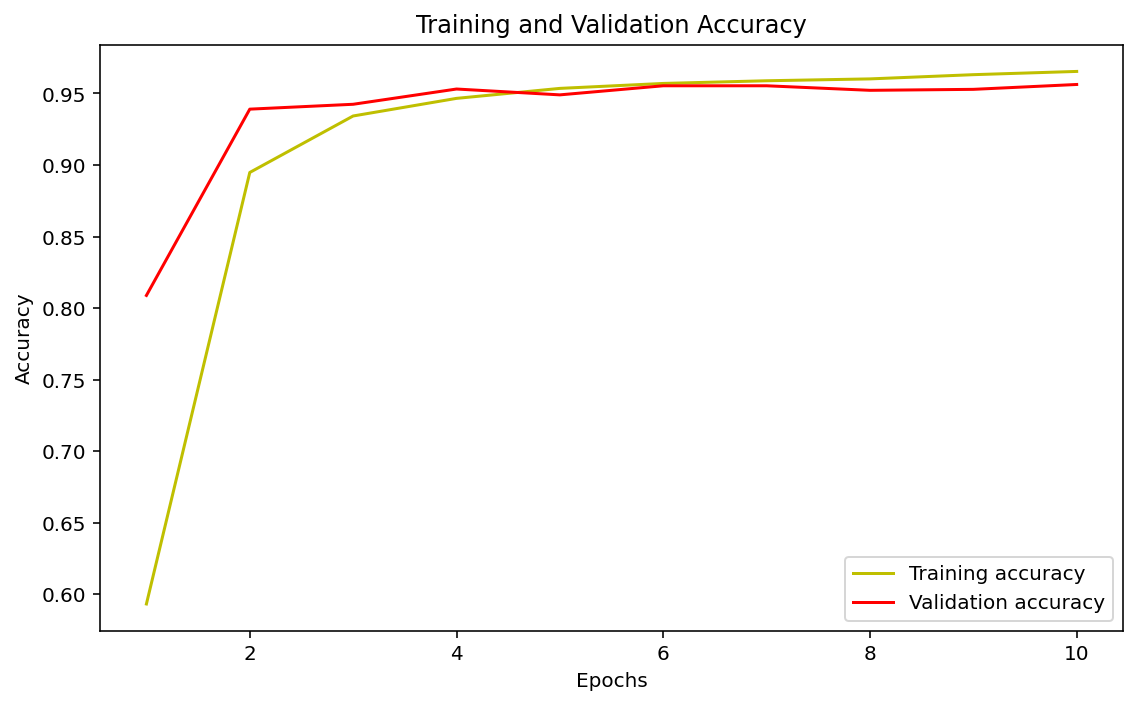 Training and Validation Accuracy
Accuracy
0.95
0.90
0.85
0.80
0.75
0.70
0.65
0.60
Training accuracy
Validation accuracy
2 4 6 8 10
Epochs